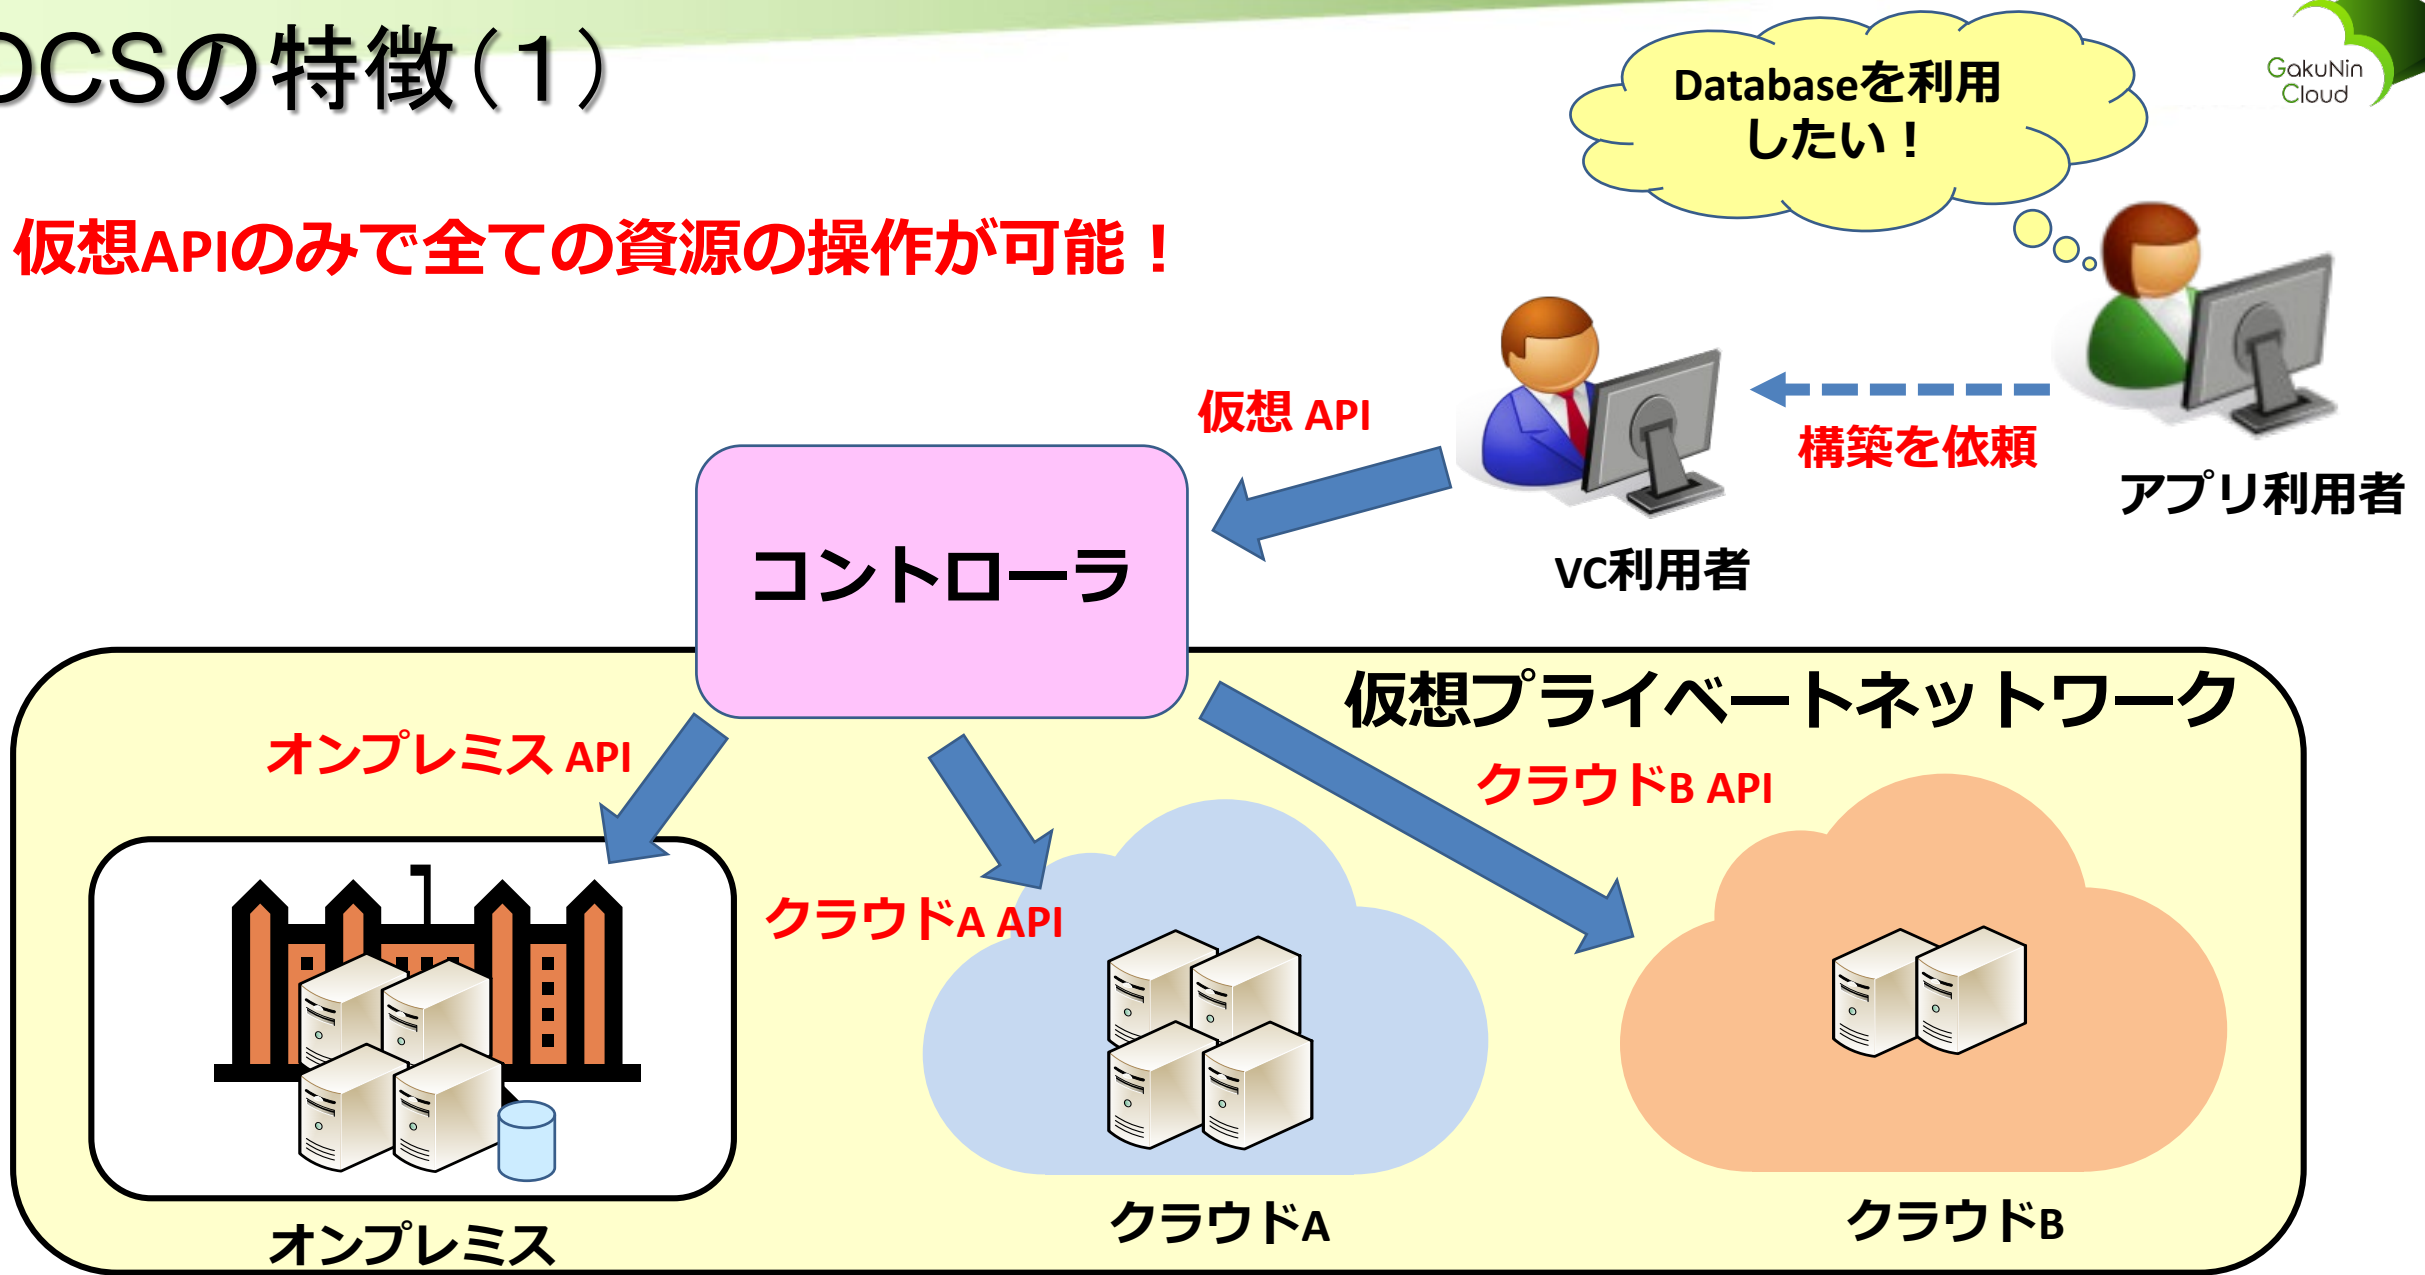 DCSの特徴（1）
GakuNin
Cloud
Databaseを利用
したい！
仮想APIのみで全ての資源の操作が可能！
仮想 API
構築を依頼
アプリ利用者
VC利用者
コントローラ
仮想プライベートネットワーク
オンプレミス API
クラウドB API
クラウドA API
オンプレミス
クラウドA
クラウドB